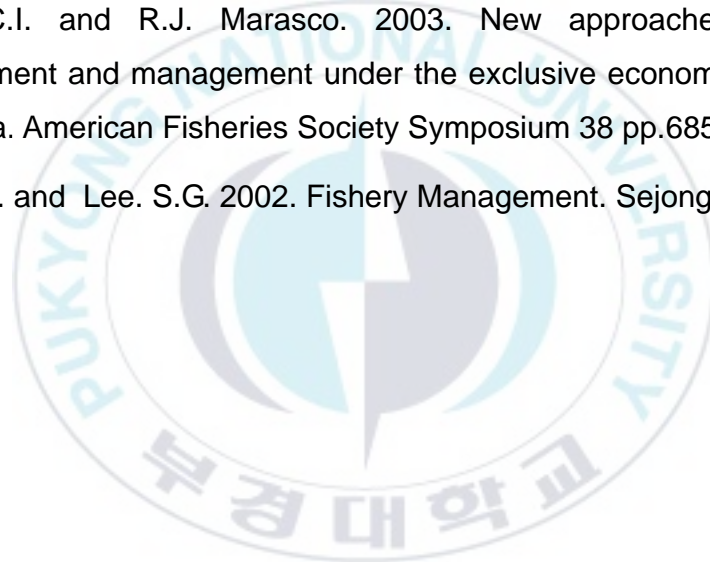 C.I. and R.J. Marasco. 2003. New approache
ment and management under the exclusive econom
a. American Fisheries Society Symposium 38 pp.685
. and Lee. S.G. 2002. Fishery Management. Sejong
PUKYONG NATIONAL UNIVERSITY
부경대학교